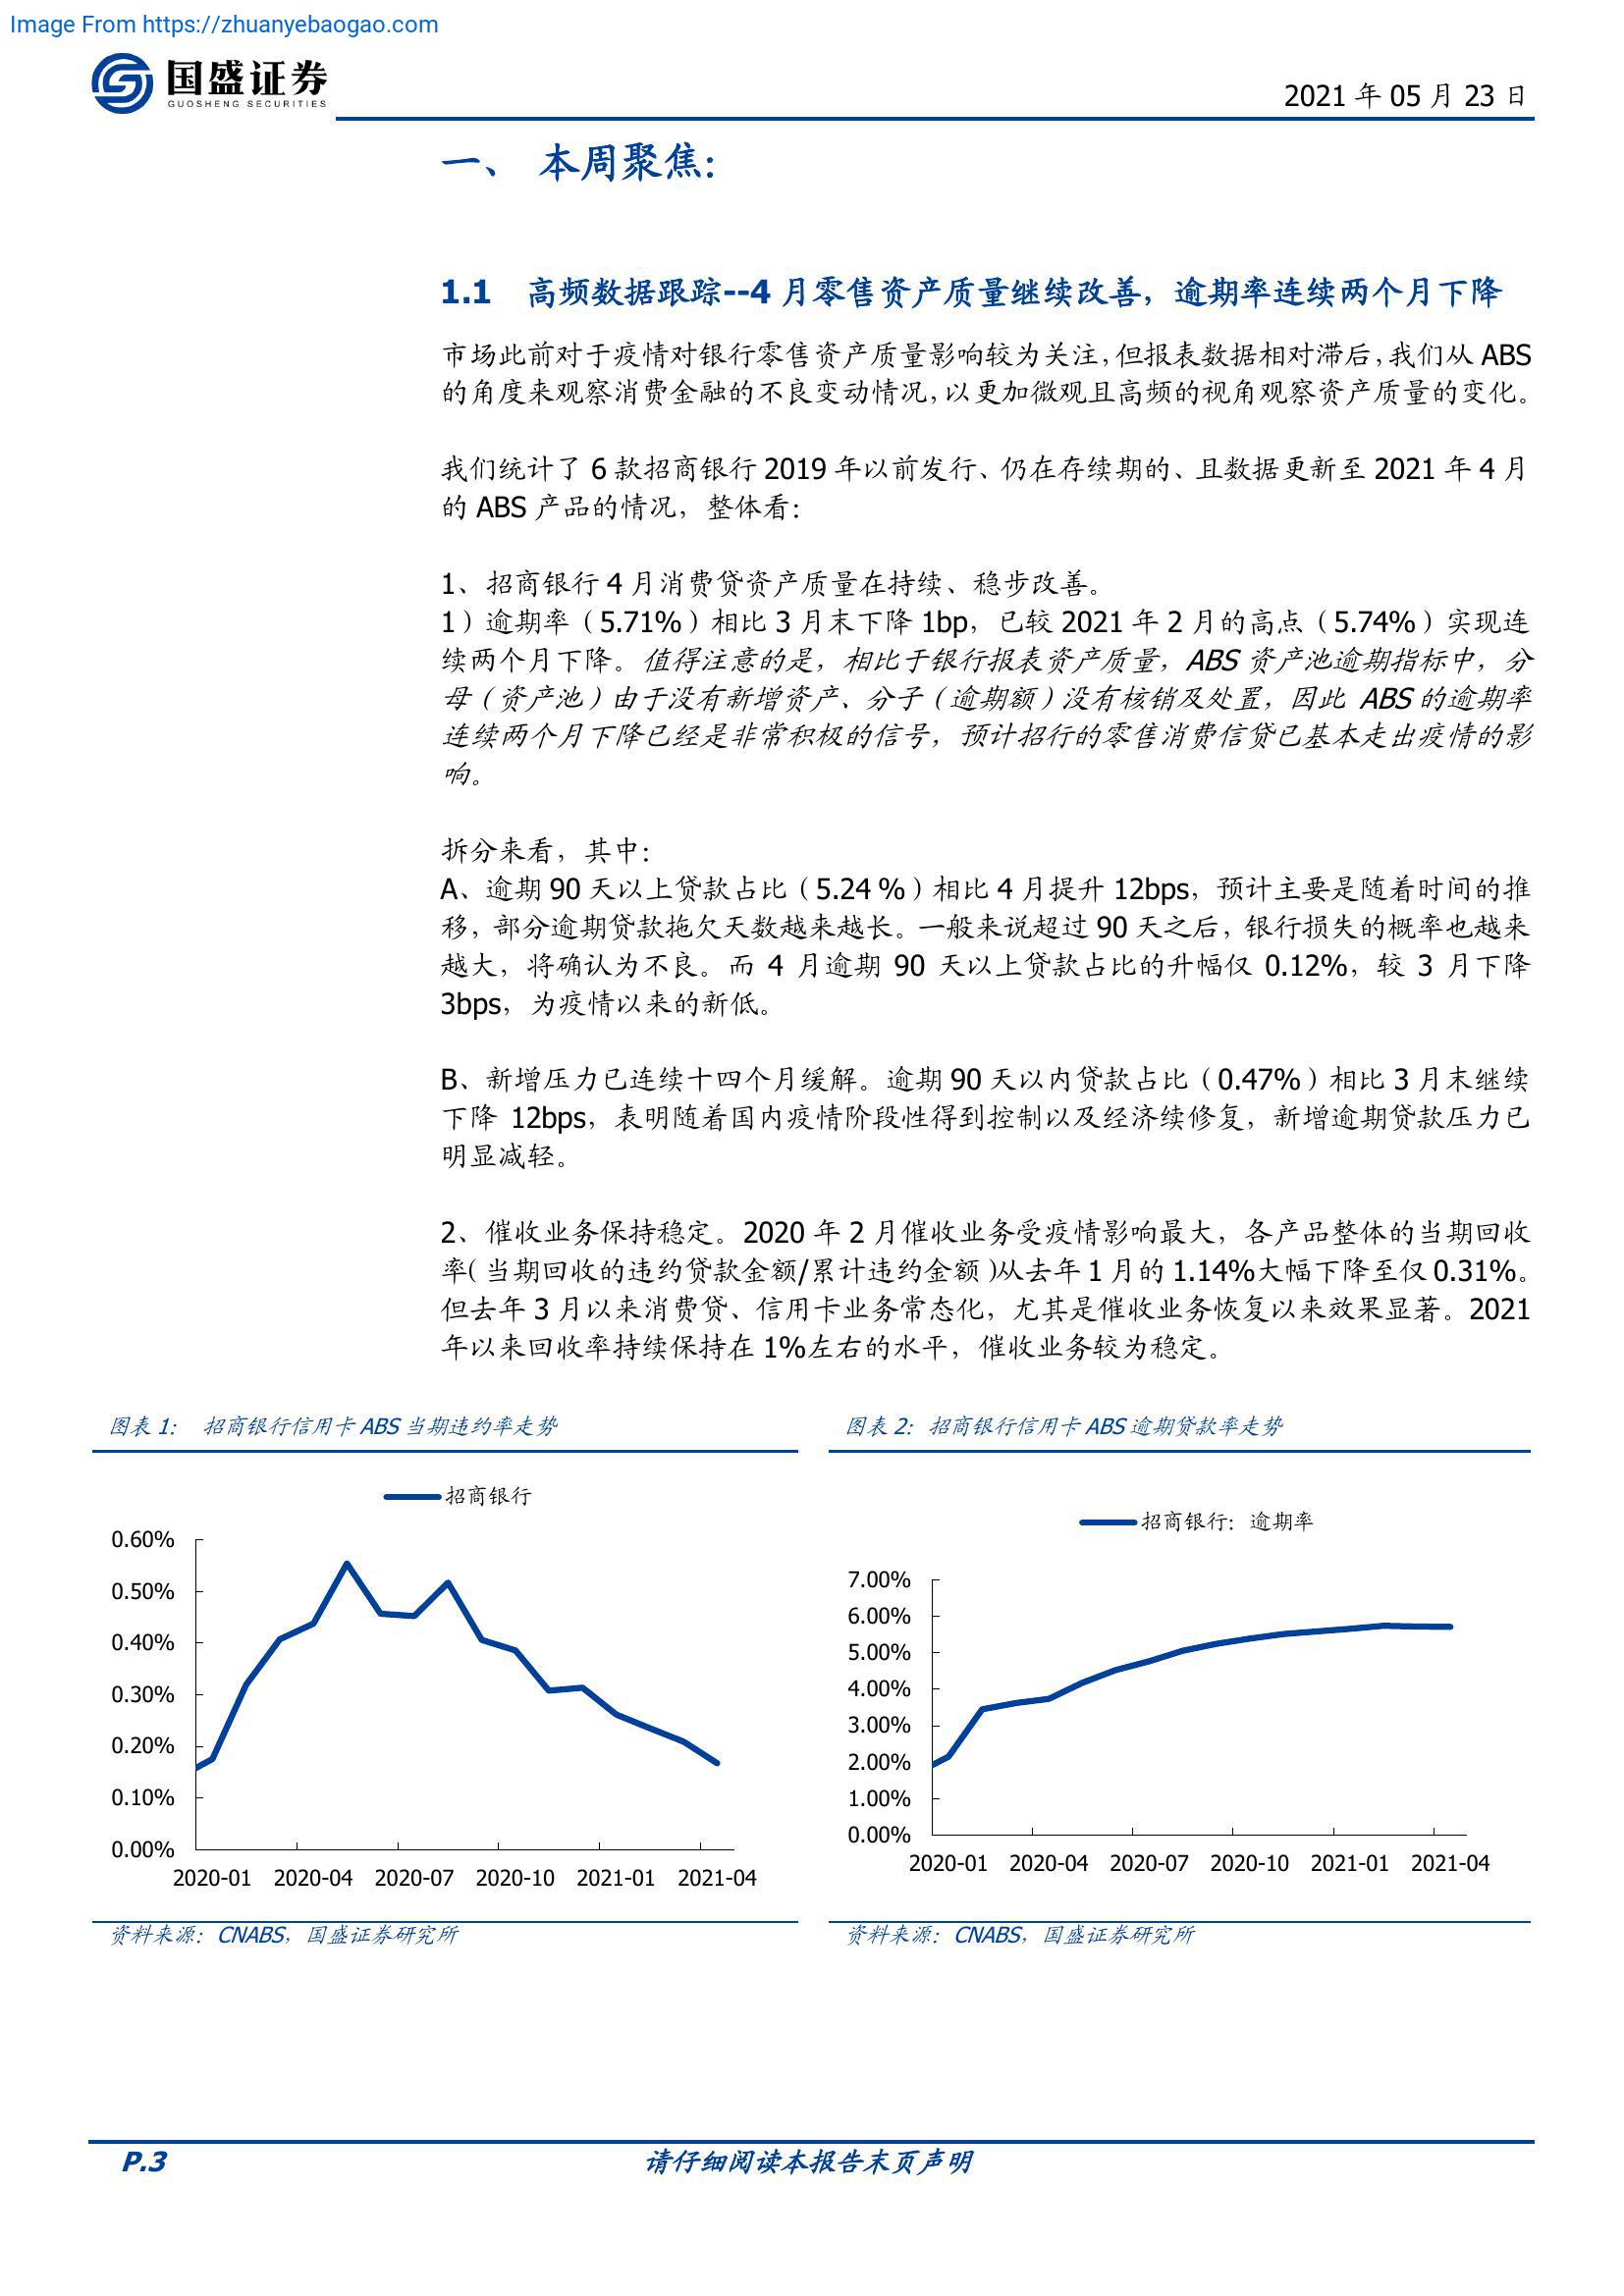 Image From https://zhuanyebaogao.com
国盛证券
GUOSHENG SECURITIES
2021 年 05 月 23 日
一、 本周聚焦：
1.1 高频数据跟踪--4 月零售资产质量继续改善，逾期率连续两个月下降
市场此前对于疫情对银行零售资产质量影响较为关注，但报表数据相对滞后，我们从 ABS
的角度来观察消费金融的不良变动情况，以更加微观且高频的视角观察资产质量的变化。
我们统计了 6 款招商银行 2019 年以前发行、仍在存续期的、且数据更新至 2021 年 4 月
的 ABS 产品的情况，整体看：
1、招商银行 4 月消费贷资产质量在持续、稳步改善。
1）逾期率（5.71%）相比 3 月末下降 1bp，已较 2021 年 2 月的高点（5.74%）实现连
续两个月下降。值得注意的是，相比于银行报表资产质量，ABS 资产池逾期指标中，分
母（资产池）由于没有新增资产、分子（逾期额）没有核销及处置，因此 ABS 的逾期率
连续两个月下降已经是非常积极的信号，预计招行的零售消费信贷已基本走出疫情的影
响。
拆分来看，其中：
A、逾期 90 天以上贷款占比（5.24 %）相比 4 月提升 12bps，预计主要是随着时间的推
移，部分逾期贷款拖欠天数越来越长。一般来说超过 90 天之后，银行损失的概率也越来
越大，将确认为不良。而 4 月逾期 90 天以上贷款占比的升幅仅 0.12%，较 3 月下降
3bps，为疫情以来的新低。
B、新增压力已连续十四个月缓解。逾期 90 天以内贷款占比（0.47%）相比 3 月末继续
下降 12bps，表明随着国内疫情阶段性得到控制以及经济续修复，新增逾期贷款压力已
明显减轻。
2、催收业务保持稳定。2020 年 2 月催收业务受疫情影响最大，各产品整体的当期回收
率（当期回收的违约贷款金额/累计违约金额）从去年 1 月的 1.14%大幅下降至仅 0.31%。
但去年 3 月以来消费贷、信用卡业务常态化，尤其是催收业务恢复以来效果显著。2021
年以来回收率持续保持在 1%左右的水平，催收业务较为稳定。
图表 1： 招商银行信用卡 ABS 当期违约率走势
招商银行
0.60%
0.50%
0.40%
0.30%
0.20%
0.10%
0.00%
2020-01 2020-04 2020-07 2020-10 2021-01 2021-04
资料来源：CNABS，国盛证券研究所
图表 2：招商银行信用卡 ABS 逾期贷款率走势
招商银行：逾期率
7.00%
6.00%
5.00%
4.00%
3.00%
2.00%
1.00%
0.00%
2020-01 2020-04 2020-07 2020-10 2021-01 2021-04
资料来源：CNABS，国盛证券研究所
P.3
请仔细阅读本报告末页声明